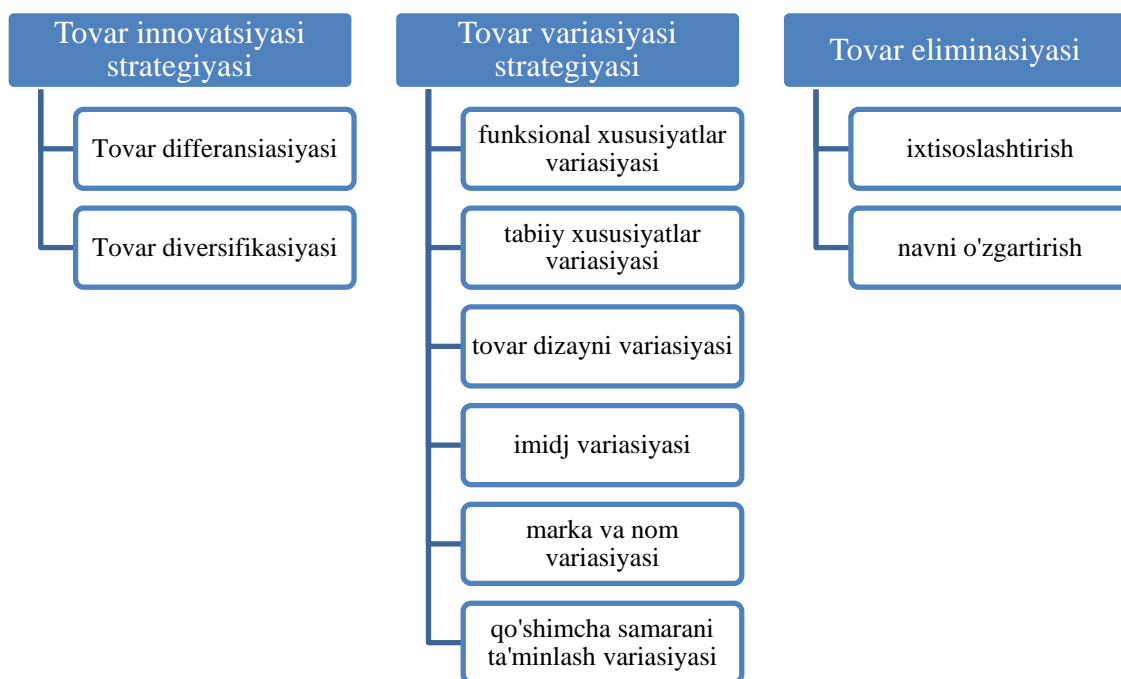 Tovar innovatsiyasi
strategiyasi
Tovar differansiasiyasi
Tovar diversifikasiyasi
Tovar variasiyasi
strategiyasi
funksional xususiyatlar
variasiyasi
tabiiy xususiyatlar
variasiyasi
tovar dizayni variasiyasi
imidj variasiyasi
marka va nom
variasiyasi
qo'shimcha samarani
ta'minlash variasiyasi
Tovar eliminasiyasi
ixtisoslashtirish
navni o'zgartirish